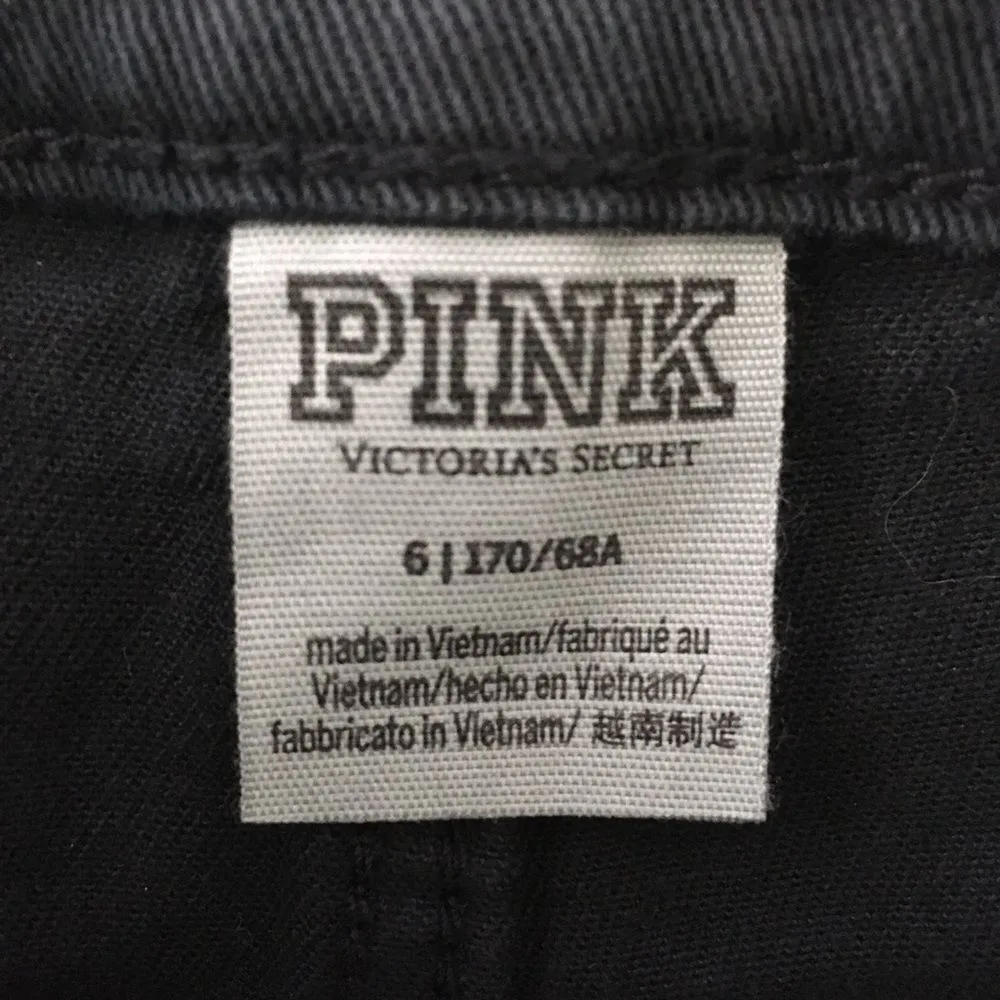 PINK
VICTORIA'S SECRET
6 | 170/68A
made in Vietnam/fabriqué au
Vietnam/hecho en Vietnam/
fabbricato in Vietnam/ 越南制造